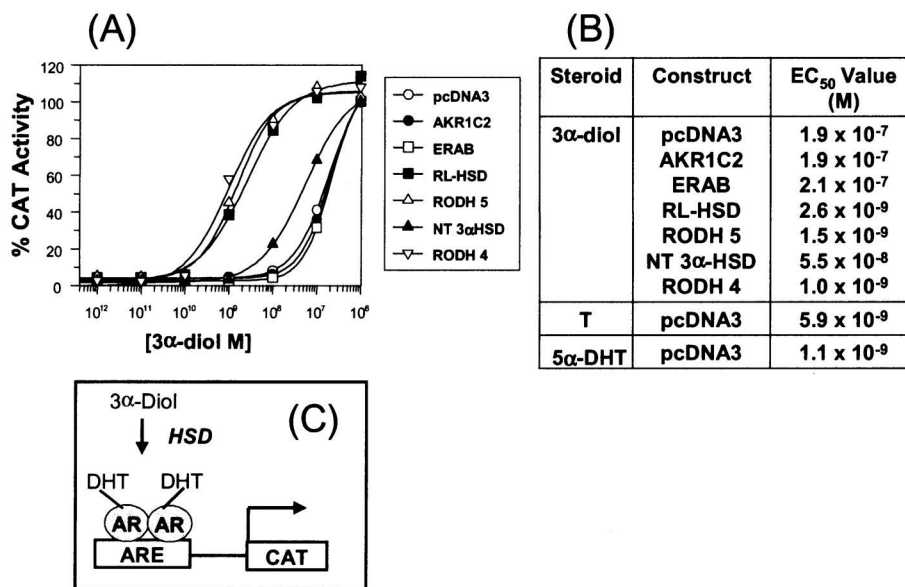 (A)
% CAT Activity
120
100
80
60
40
20
0
10¹² 10¹¹ 10¹⁰ 10⁹ 10⁸ 10⁷ 10⁶
[3α-diol M]
pcDNA3
AKR1C2
ERAB
RL-HSD
RODH 5
NT 3αHSD
RODH 4
(B)
Steroid Construct EC₅₀ Value
(M)
3α-diol pcDNA3 1.9 x 10⁻⁷
AKR1C2 1.9 x 10⁻⁷
ERAB 2.1 x 10⁻⁷
RL-HSD 2.6 x 10⁻⁹
RODH 5 1.5 x 10⁻⁹
NT 3α-HSD 5.5 x 10⁻⁸
RODH 4 1.0 x 10⁻⁹
T pcDNA3 5.9 x 10⁻⁹
5α-DHT pcDNA3 1.1 x 10⁻⁹
(C)
3α-Diol
HSD
DHT DHT
AR AR
ARE CAT